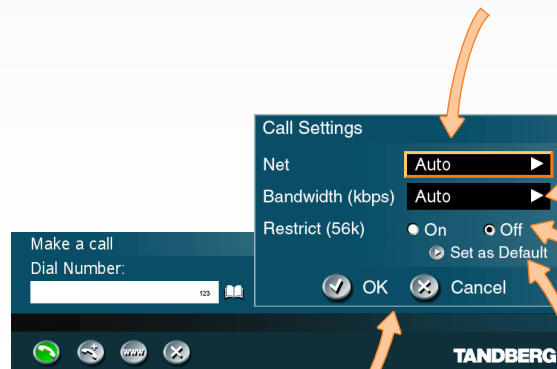 Call Settings
Net Auto
Bandwidth (kbps) Auto
Restrict (56k) On Off
Set as Default
OK Cancel
Make a call
Dial Number:
123
www
TANDBERG